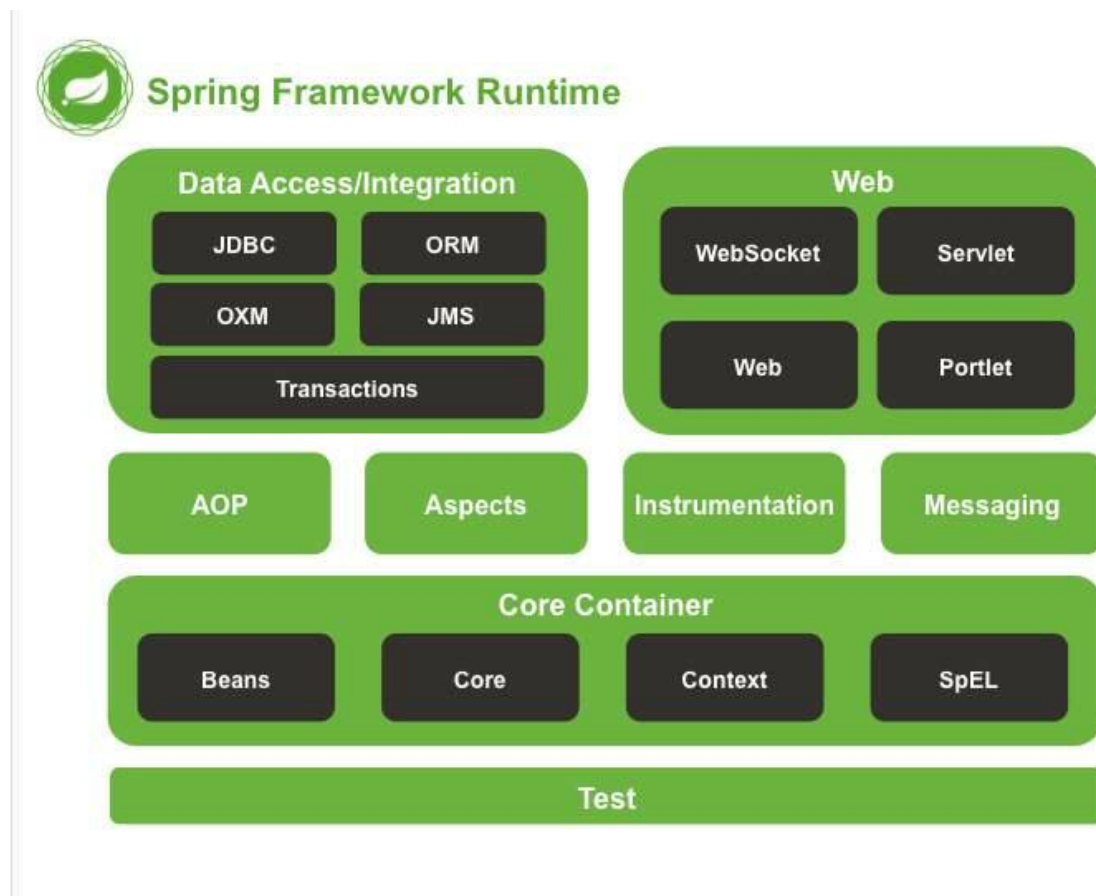 Spring Framework Runtime
Data Access/Integration
JDBC
ORM
OXM
JMS
Transactions
Web
WebSocket
Servlet
Web
Portlet
AOP
Aspects
Instrumentation
Messaging
Core Container
Beans
Core
Context
SpEL
Test